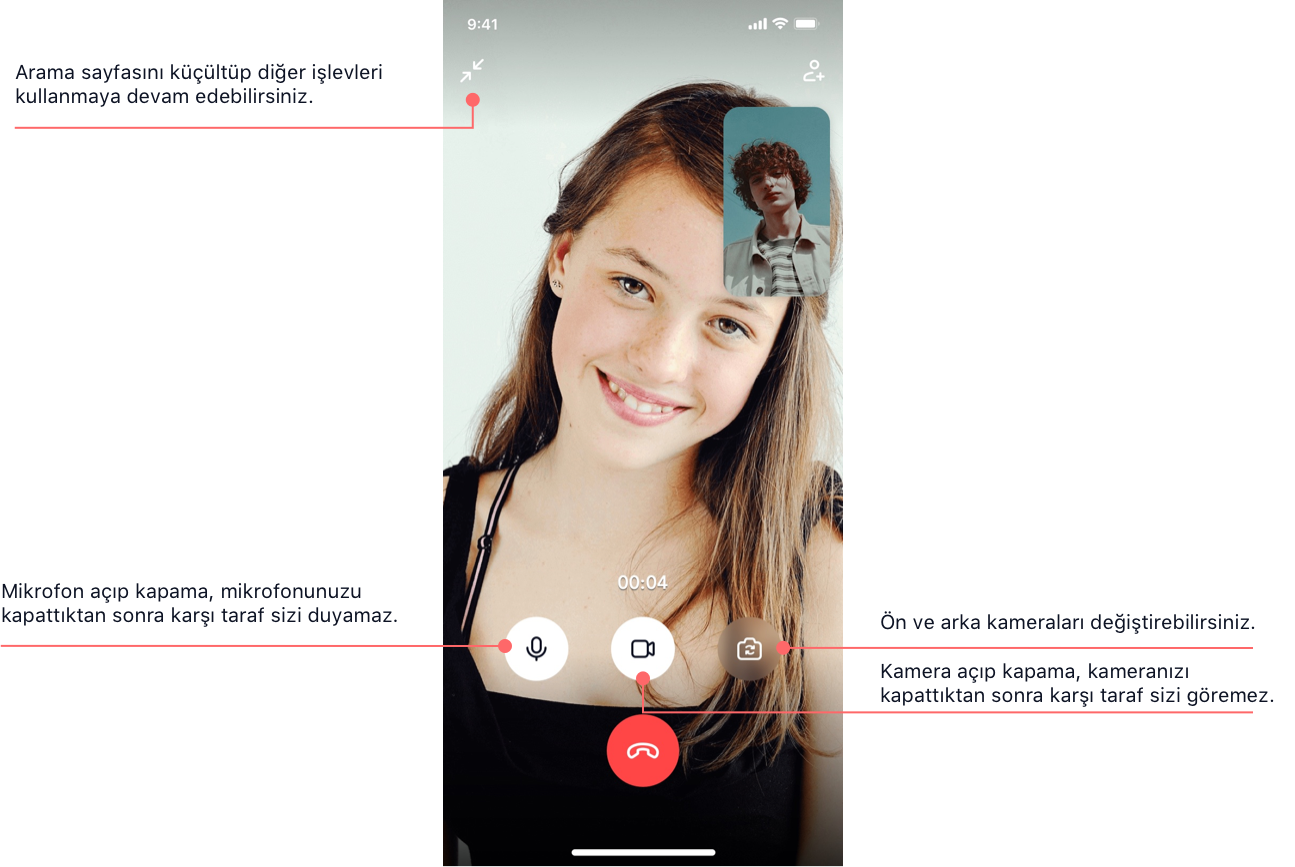 9:41
Arama sayfasını küçültüp diğer işlevleri
kullanmaya devam edebilirsiniz.
00:04
Mikrofon açıp kapama, mikrofonunuzu
kapattıktan sonra karşı taraf sizi duyamaz.
Ön ve arka kameraları değiştirebilirsiniz.
Kamera açıp kapama, kameranızı
kapattıktan sonra karşı taraf sizi göremez.